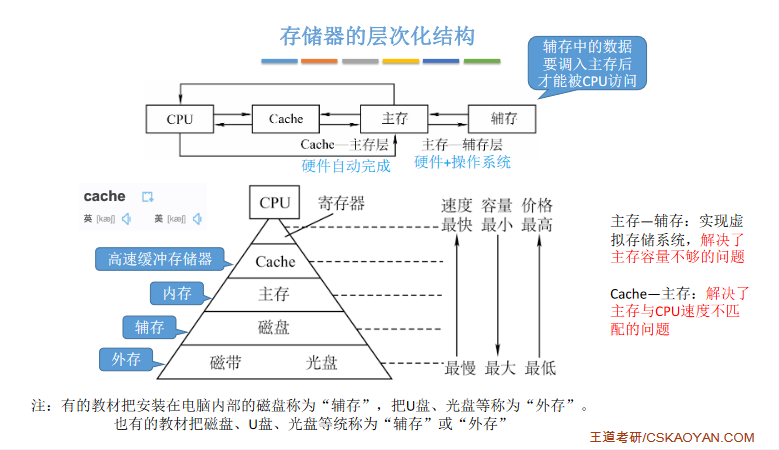 存储器的层次化结构
辅存中的数据
要调入主存后
才能被CPU访问
CPU
Cache
主存
辅存
Cache—主存层
主存—辅存层
硬件自动完成
硬件+操作系统
cache
英 [kæʃ]
美 [kæʃ]
CPU
寄存器
Cache
主存
磁盘
磁带
光盘
高速缓冲存储器
内存
辅存
外存
速度 容量 价格
最快 最小 最高
最慢 最大 最低
主存—辅存：实现虚
拟存储系统，解决了
主存容量不够的问题
Cache—主存：解决了
主存与CPU速度不匹
配的问题
注：有的教材把安装在电脑内部的磁盘称为“辅存”，把U盘、光盘等称为“外存”。
也有的教材把磁盘、U盘、光盘等统称为“辅存”或“外存”
王道考研/CSKAOYAN.COM